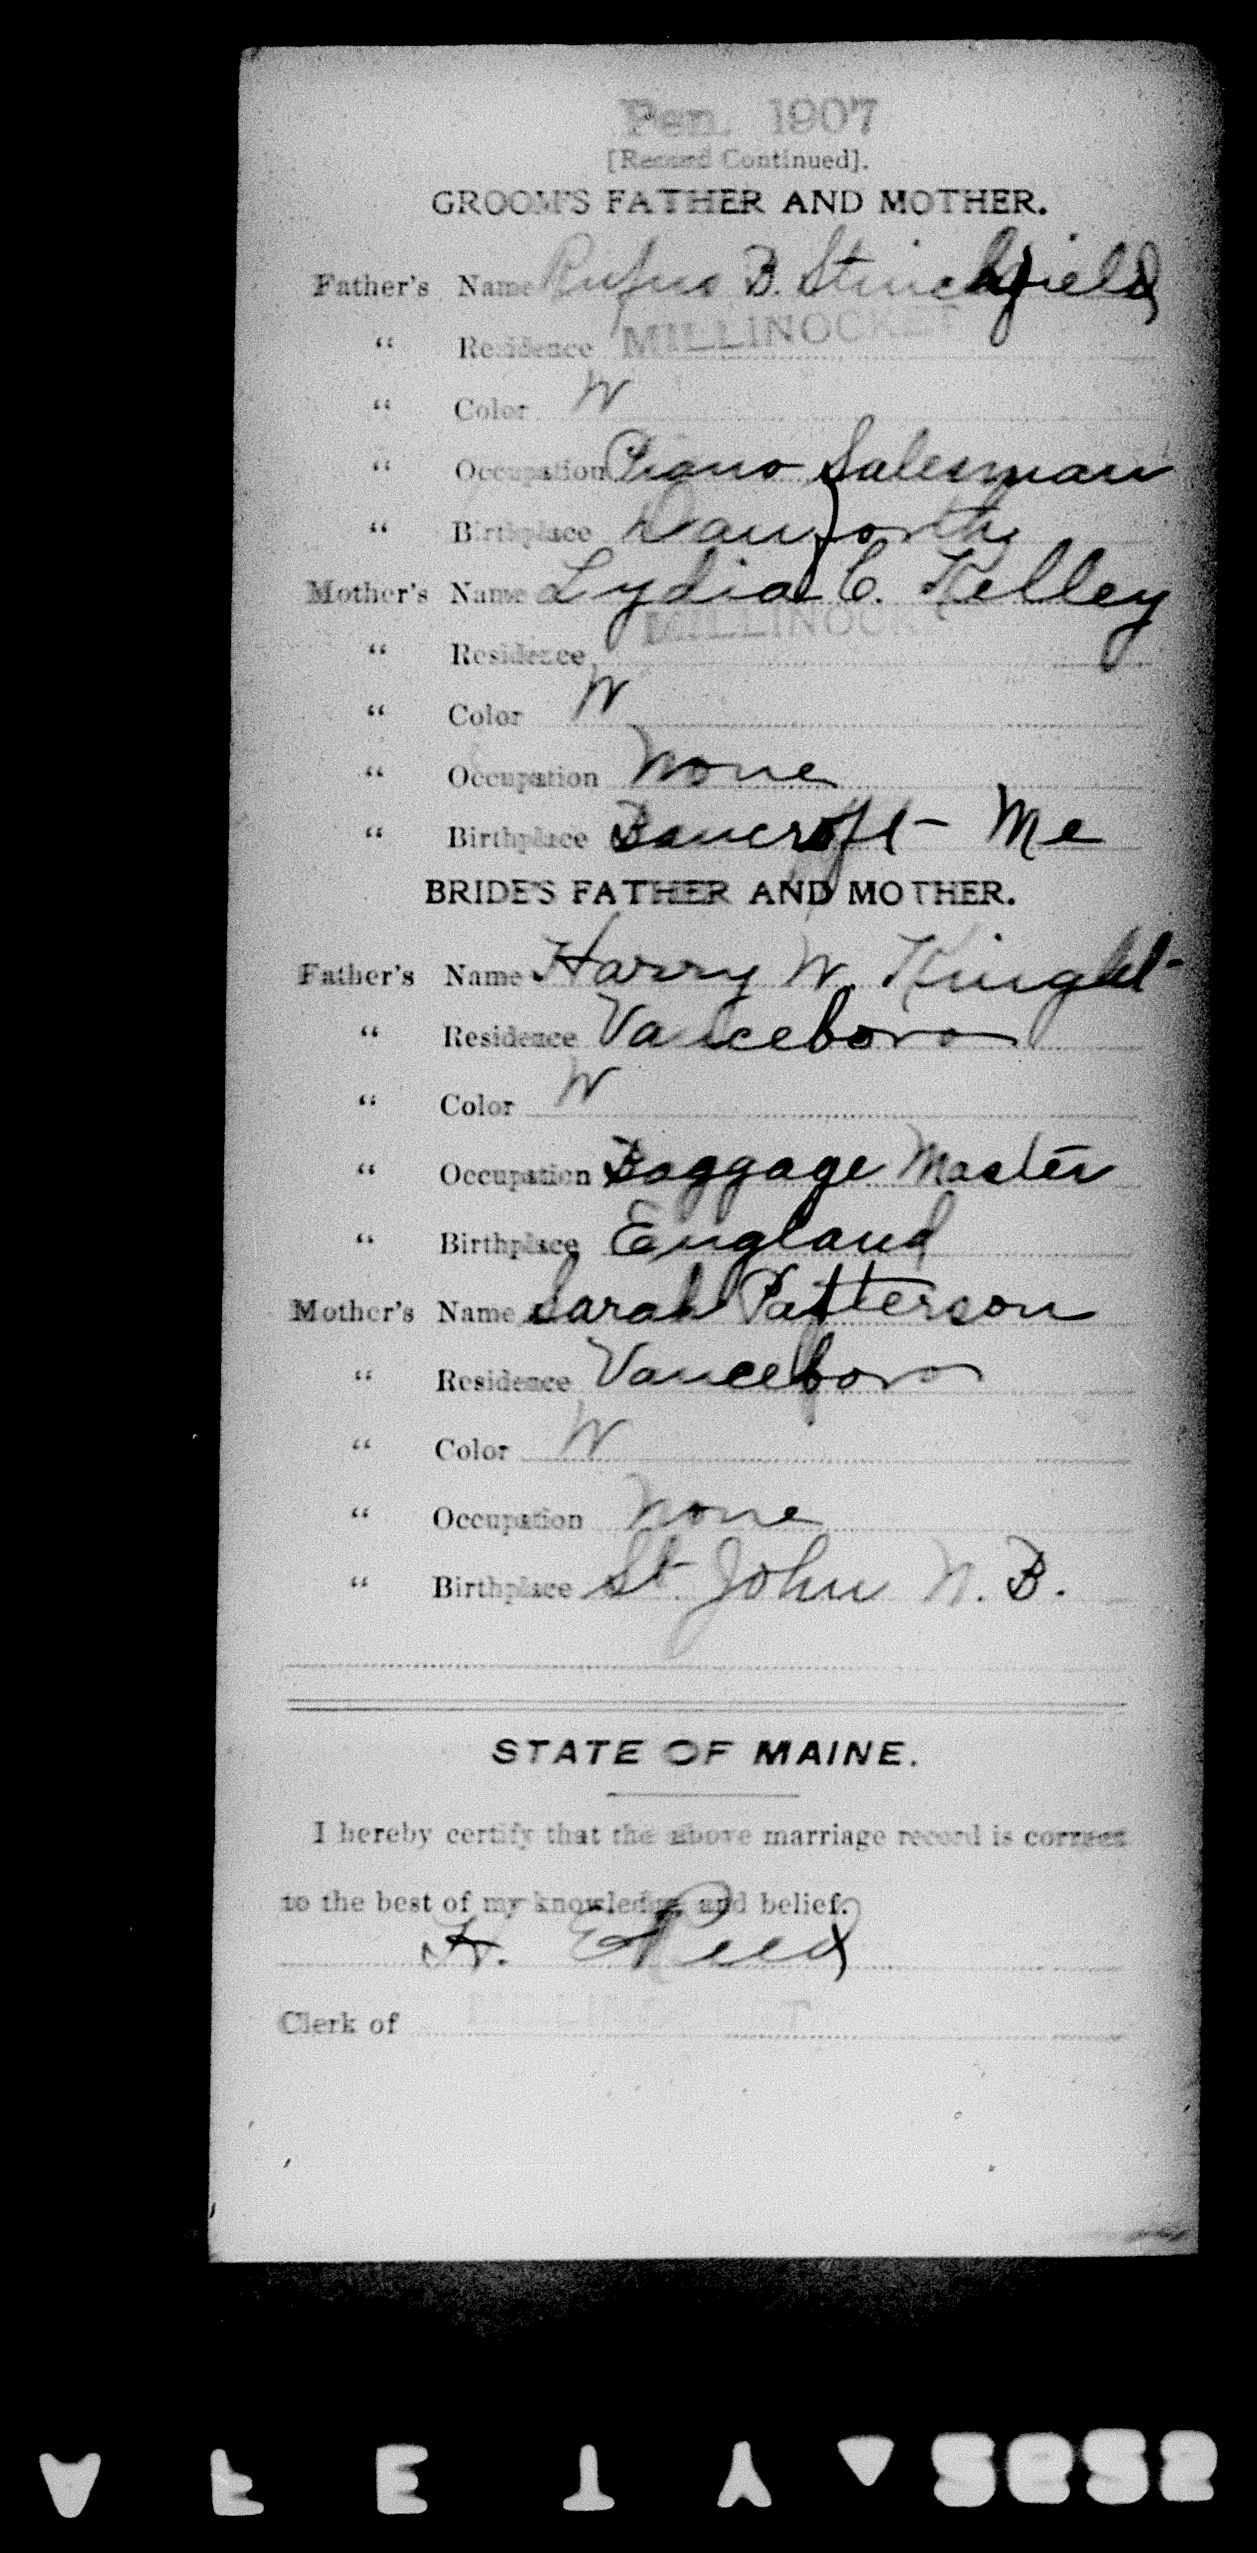 Pen. 1907
[Record Continued].
GROOM'S FATHER AND MOTHER.
Father's Name Rufus B. Stinchfield
" Residence MILLINOCKET
" Color W
" Occupation Piano Salesman
" Birthplace Danforth
Mother's Name Lydia C. Kelley
" Residence MILLINOCK
" Color W
" Occupation None
" Birthplace Bancroft Me
BRIDE'S FATHER AND MOTHER.
Father's Name Harry W. Knight
" Residence Vanceboro
" Color W
" Occupation Baggage Master
" Birthplace England
Mother's Name Sarah Patterson
" Residence Vanceboro
" Color W
" Occupation None
" Birthplace St. John N. B.
STATE OF MAINE.
I hereby certify that the above marriage record is correct
to the best of my knowledge and belief.
H. E. Reed
Clerk of MILLINOCKET